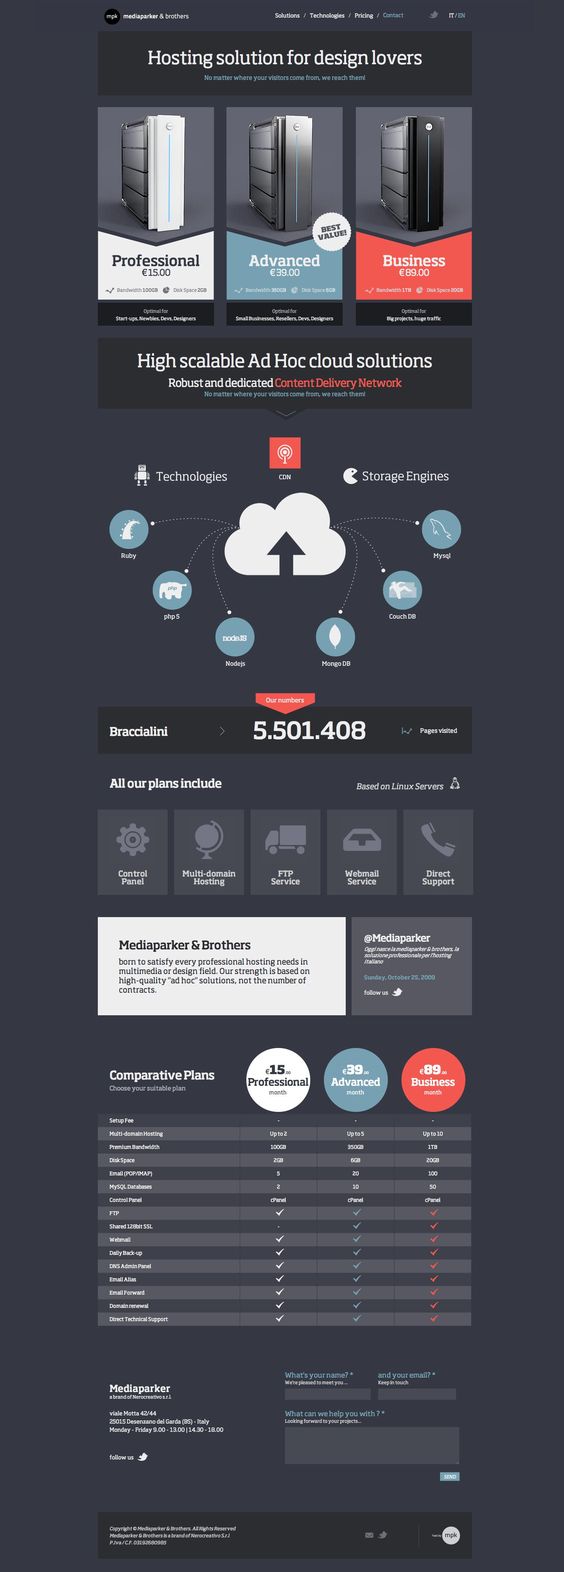 mpk mediaparker & brothers
Solutions / Technologies / Pricing / Contact
IT / EN
Hosting solution for design lovers
No matter where your visitors come from, we reach them!
Professional
€15.00
Bandwidth 100GB Disk Space 2GB
Optimal for
Start-ups, Newbies, Devs, Designers
BEST
VALUE!
Advanced
€39.00
Bandwidth 350GB Disk Space 6GB
Optimal for
Small Businesses, Resellers, Devs, Designers
Business
€89.00
Bandwidth 1TB Disk Space 20GB
Optimal for
Big projects, huge traffic
High scalable Ad Hoc cloud solutions
Robust and dedicated Content Delivery Network
No matter where your visitors come from, we reach them!
CDN
Technologies
Storage Engines
Ruby
Mysql
php
php 5
Couch DB
nodeJS
Nodejs
Mongo DB
Our numbers
Braccialini
5.501.408
Pages visited
All our plans include
Based on Linux Servers
Control
Panel
Multi-domain
Hosting
FTP
Service
Webmail
Service
Direct
Support
Mediaparker & Brothers
born to satisfy every professional hosting needs in
multimedia or design field. Our strength is based on
high-quality "ad hoc" solutions, not the number of
contracts.
@Mediaparker
Oggi nasce la mediaparker & brothers, la
soluzione professionale per l'hosting
italiano
Sunday, October 25, 2009
follow us
Comparative Plans
Choose your suitable plan
€15.00
Professional
month
€39.00
Advanced
month
€89.00
Business
month
Setup Fee - - -
Multi-domain Hosting Up to 2 Up to 5 Up to 10
Premium Bandwidth 100GB 350GB 1TB
Disk Space 2GB 6GB 20GB
Email (POP/IMAP) 5 20 100
MySQL Databases 2 10 50
Control Panel cPanel cPanel cPanel
FTP ✓ ✓ ✓
Shared 128bit SSL - ✓ ✓
Webmail ✓ ✓ ✓
Daily Back-up ✓ ✓ ✓
DNS Admin Panel ✓ ✓ ✓
Email Alias ✓ ✓ ✓
Email Forward ✓ ✓ ✓
Domain renewal ✓ ✓ ✓
Direct Technical Support ✓ ✓ ✓
Mediaparker
a brand of Nerocreativo s.r.l.
viale Motta 42/44
25015 Desenzano del Garda (BS) - Italy
Monday - Friday 9.00 - 13.00 | 14.30 - 18.00
follow us
What's your name? *
We're pleased to meet you ...
and your email? *
Keep in touch
What can we help you with ? *
Looking forward to your projects...
SEND
Copyright © Mediaparker & Brothers. All Rights Reserved
Mediaparker & Brothers is a brand of Nerocreativo S.r.l
P.Iva / C.F. 03192680988
mpk